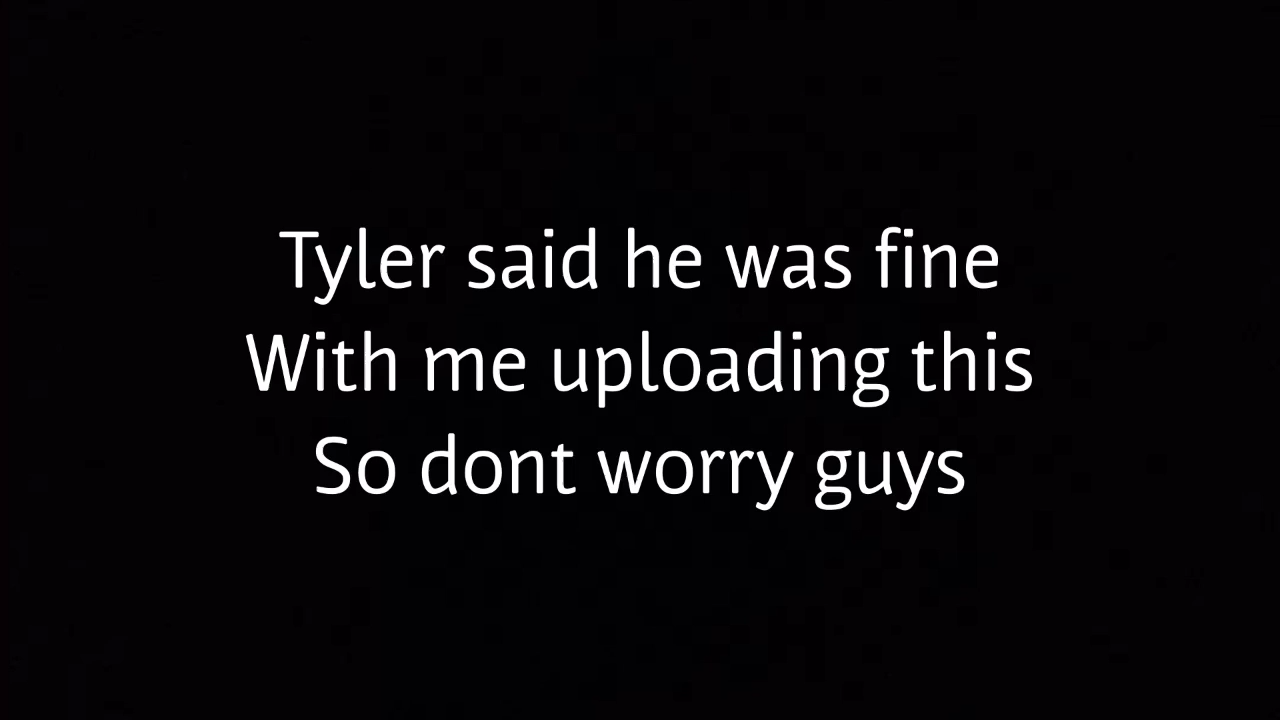 Tyler said he was fine
With me uploading this
So dont worry guys